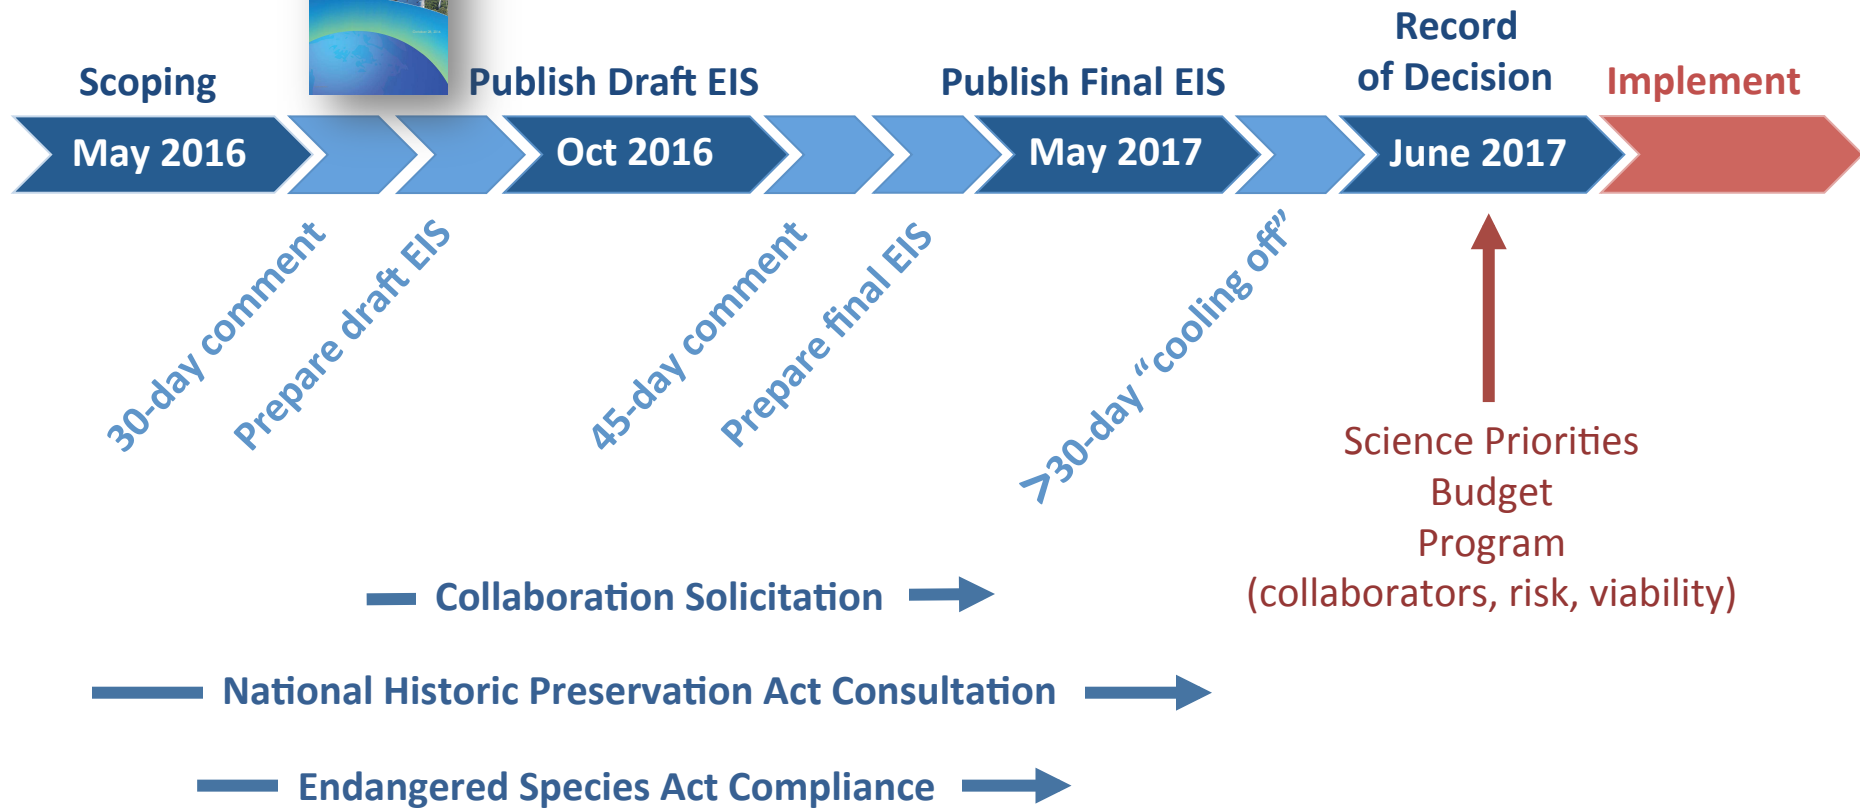 Scoping
Publish Draft EIS
Publish Final EIS
Record
of Decision
Implement
May 2016
Oct 2016
May 2017
June 2017
30-day comment
Prepare draft EIS
45-day comment
Prepare final EIS
>30-day “cooling off”
Science Priorities
Budget
Program
(collaborators, risk, viability)
Collaboration Solicitation
National Historic Preservation Act Consultation
Endangered Species Act Compliance